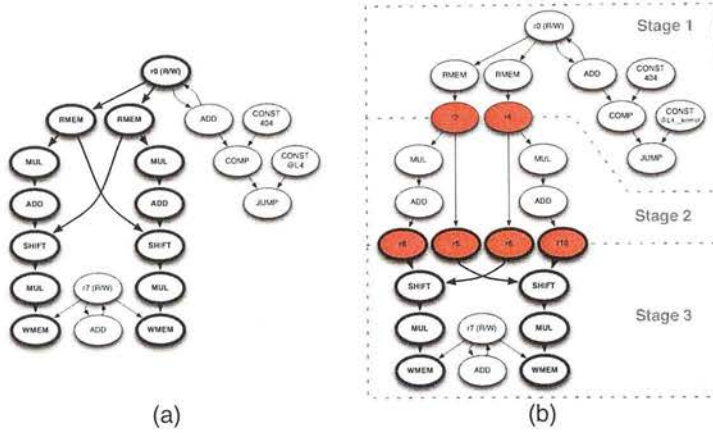 r0 (R/W)
RMEM
RMEM
ADD
CONST
404
MUL
MUL
COMP
CONST
@L4
ADD
ADD
JUMP
SHIFT
SHIFT
MUL
r7 (R/W)
MUL
WMEM
ADD
WMEM
(a)
Stage 1
r0 (R/W)
RMEM
RMEM
ADD
CONST
404
COMP
CONST
MUL
MUL
JUMP
ADD
ADD
Stage 2
r5
r10
SHIFT
SHIFT
Stage 3
MUL
r7 (R/W)
MUL
WMEM
ADD
WMEM
(b)